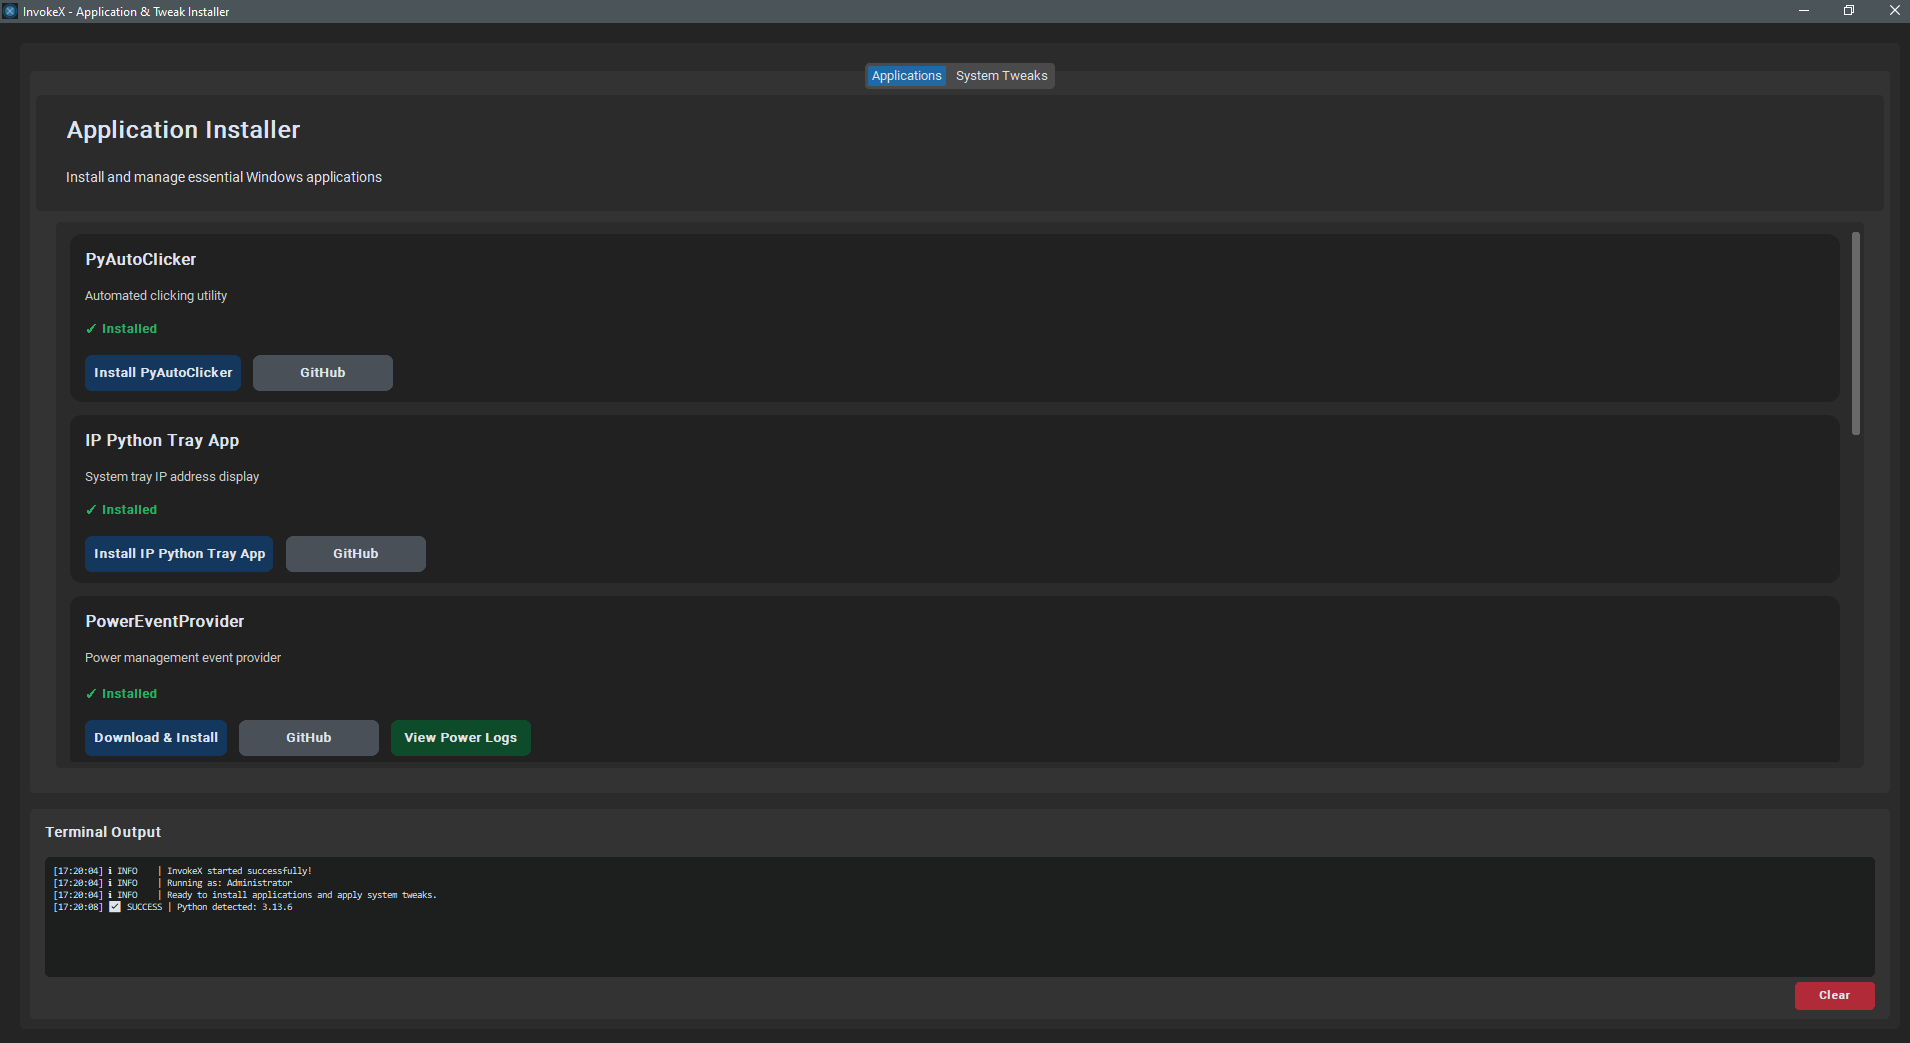 InvokeX - Application & Tweak Installer
Applications System Tweaks
Application Installer
Install and manage essential Windows applications
PyAutoClicker
Automated clicking utility
✓ Installed
Install PyAutoClicker GitHub
IP Python Tray App
System tray IP address display
✓ Installed
Install IP Python Tray App GitHub
PowerEventProvider
Power management event provider
✓ Installed
Download & Install GitHub View Power Logs
Terminal Output
[17:20:04] ℹ INFO | InvokeX started successfully!
[17:20:04] ℹ INFO | Running as: Administrator
[17:20:04] ℹ INFO | Ready to install applications and apply system tweaks.
[17:20:08] ✅ SUCCESS | Python detected: 3.13.6
Clear